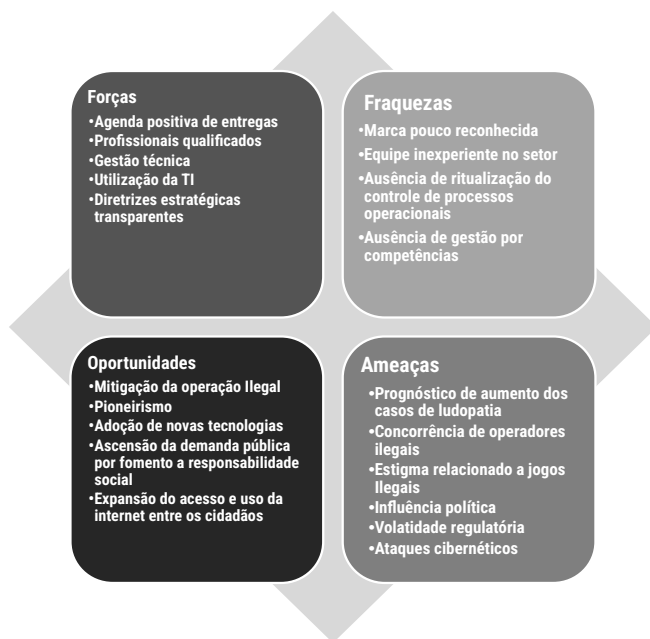 Forças
•Agenda positiva de entregas
•Profissionais qualificados
•Gestão técnica
•Utilização da TI
•Diretrizes estratégicas
transparentes
Fraquezas
•Marca pouco reconhecida
•Equipe inexperiente no setor
•Ausência de ritualização do
controle de processos
operacionais
•Ausência de gestão por
competências
Oportunidades
•Mitigação da operação Ilegal
•Pioneirismo
•Adoção de novas tecnologias
•Ascensão da demanda pública
por fomento a responsabilidade
social
•Expansão do acesso e uso da
internet entre os cidadãos
Ameaças
•Prognóstico de aumento dos
casos de ludopatia
•Concorrência de operadores
ilegais
•Estigma relacionado a jogos
Ilegais
•Influência política
•Volatidade regulatória
•Ataques cibernéticos